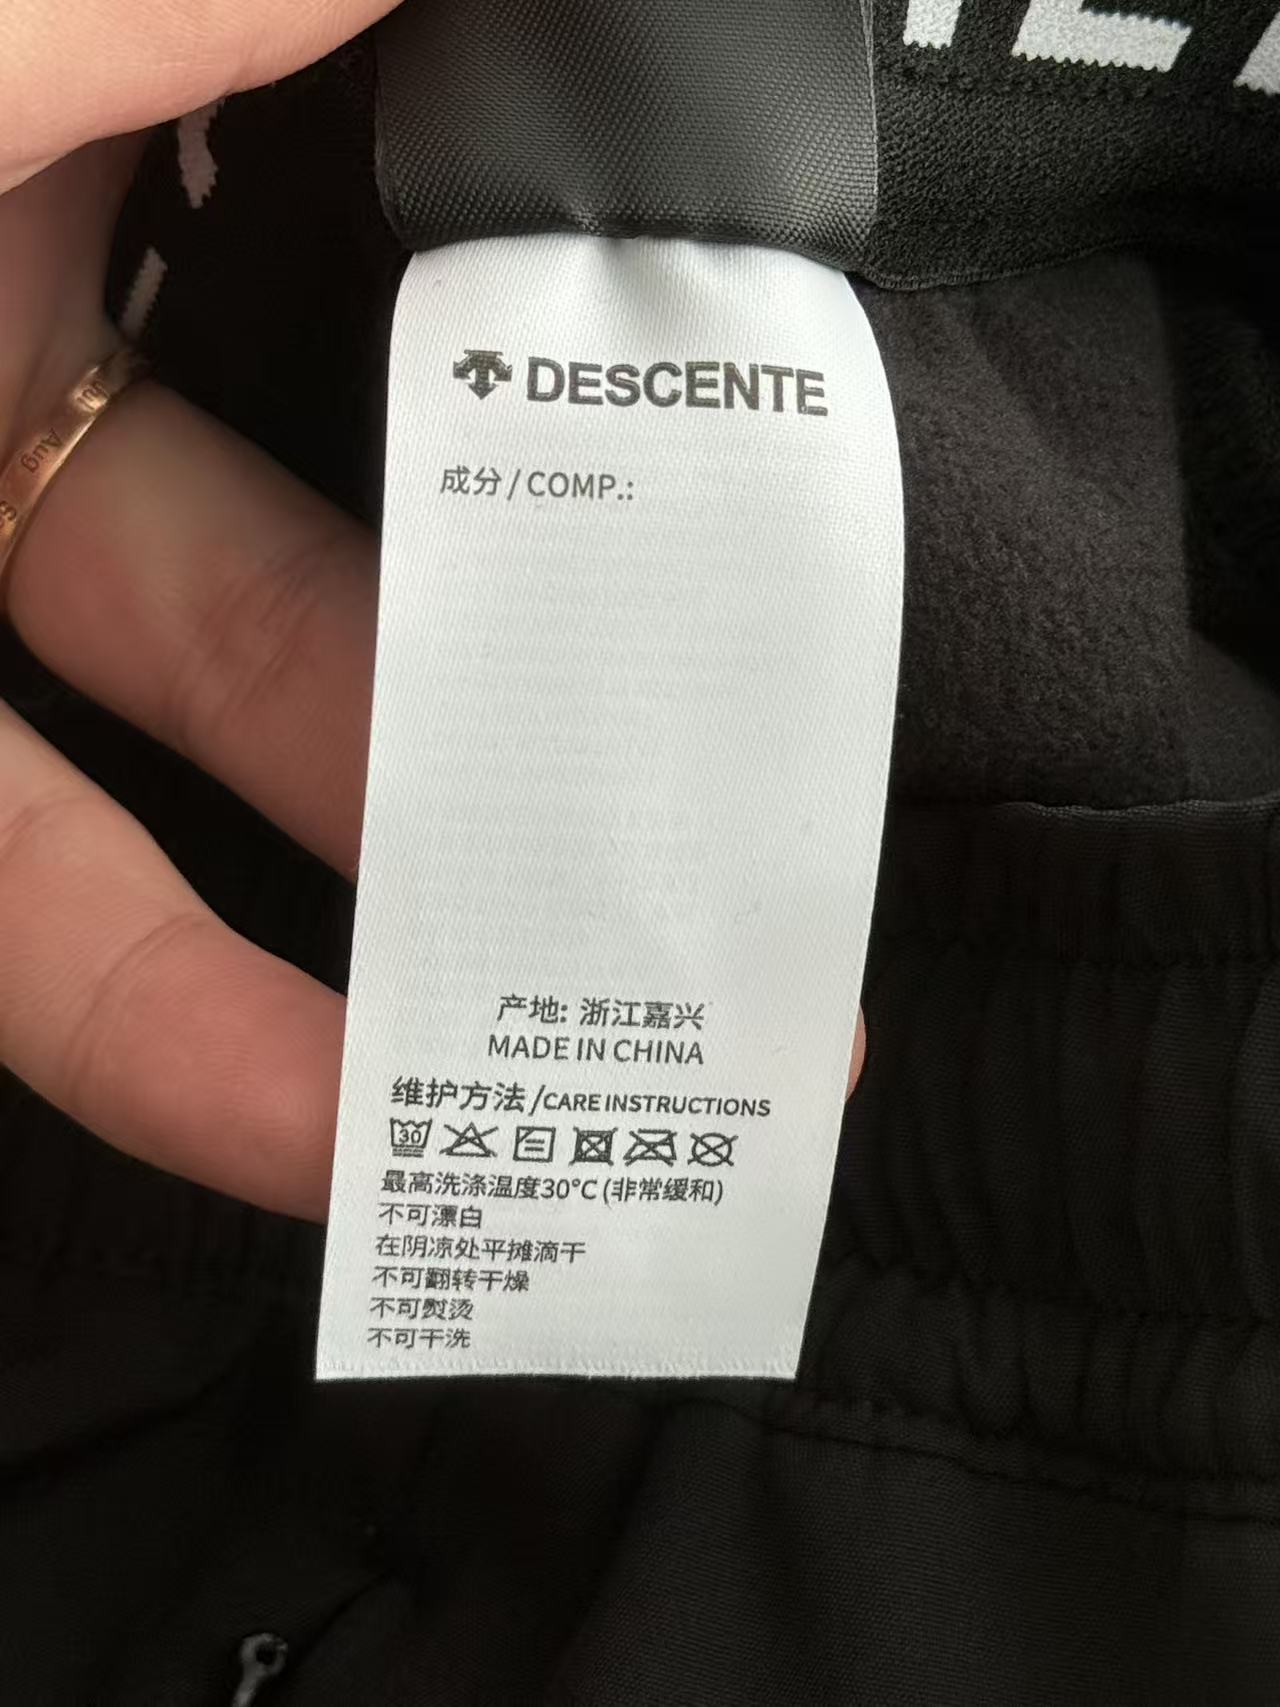 DESCENTE
成分/COMP.:
产地: 浙江嘉兴
MADE IN CHINA
维护方法/CARE INSTRUCTIONS
30
最高洗涤温度30°C(非常缓和)
不可漂白
在阴凉处平摊滴干
不可翻转干燥
不可熨烫
不可干洗
Jul
Aug